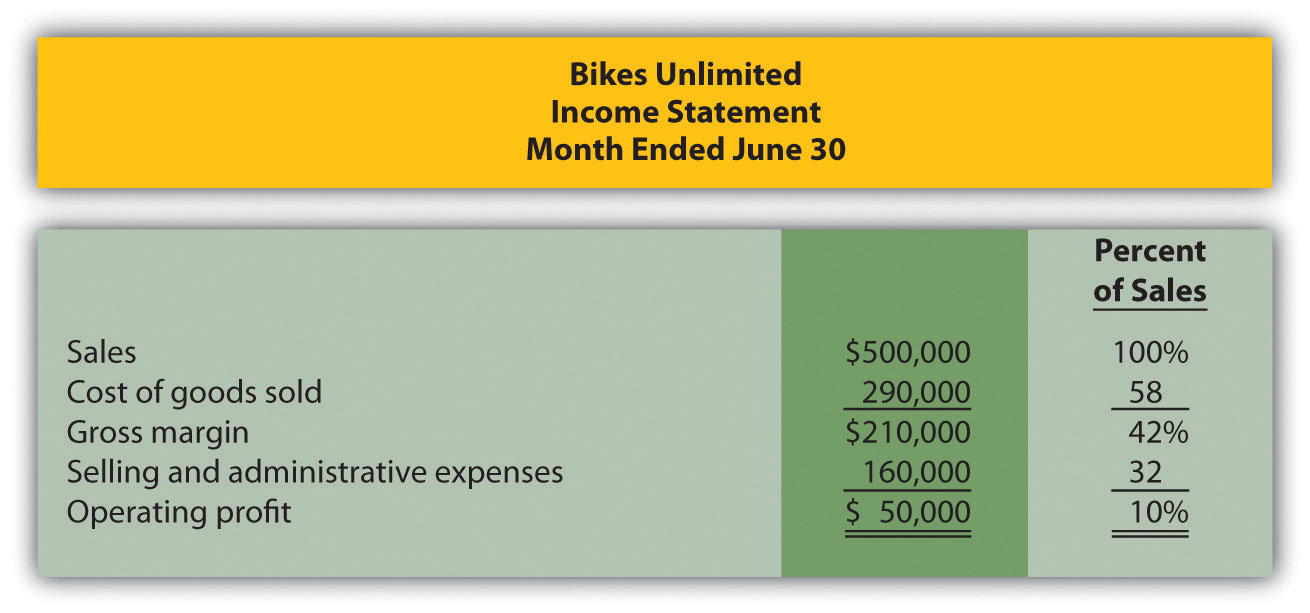 Bikes Unlimited
Income Statement
Month Ended June 30
Percent
of Sales
Sales $500,000 100%
Cost of goods sold 290,000 58
Gross margin $210,000 42%
Selling and administrative expenses 160,000 32
Operating profit $ 50,000 10%